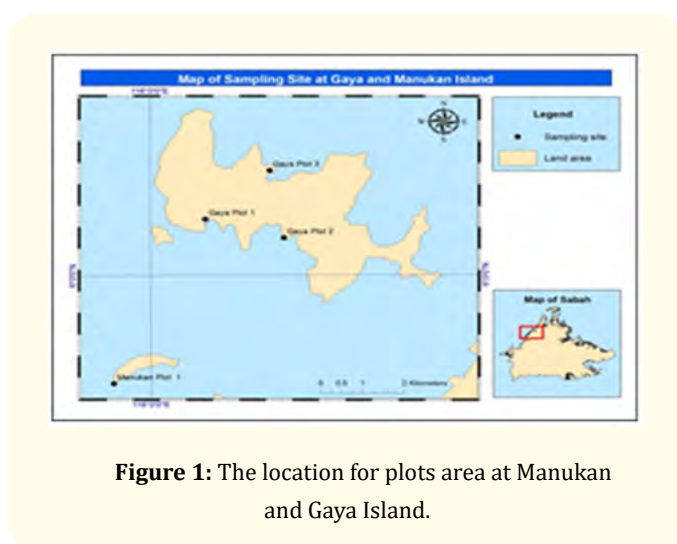 Map of Sampling Site at Gaya and Manukan Island
N
W
E
S
Legend
Sampling site
Land area
Gaya Plot 3
Gaya Plot 1
Gaya Plot 2
Map of Sabah
Manukan Plot 1
0 0.5 1 2 Kilometers
Figure 1: The location for plots area at Manukan
and Gaya Island.